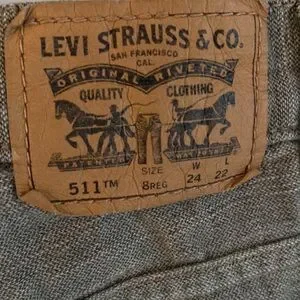 LEVI STRAUSS & CO.
SAN FRANCISCO
CAL.
ORIGINAL RIVETED
QUALITY CLOTHING
SIZE W L
511™ 8REG 24 22